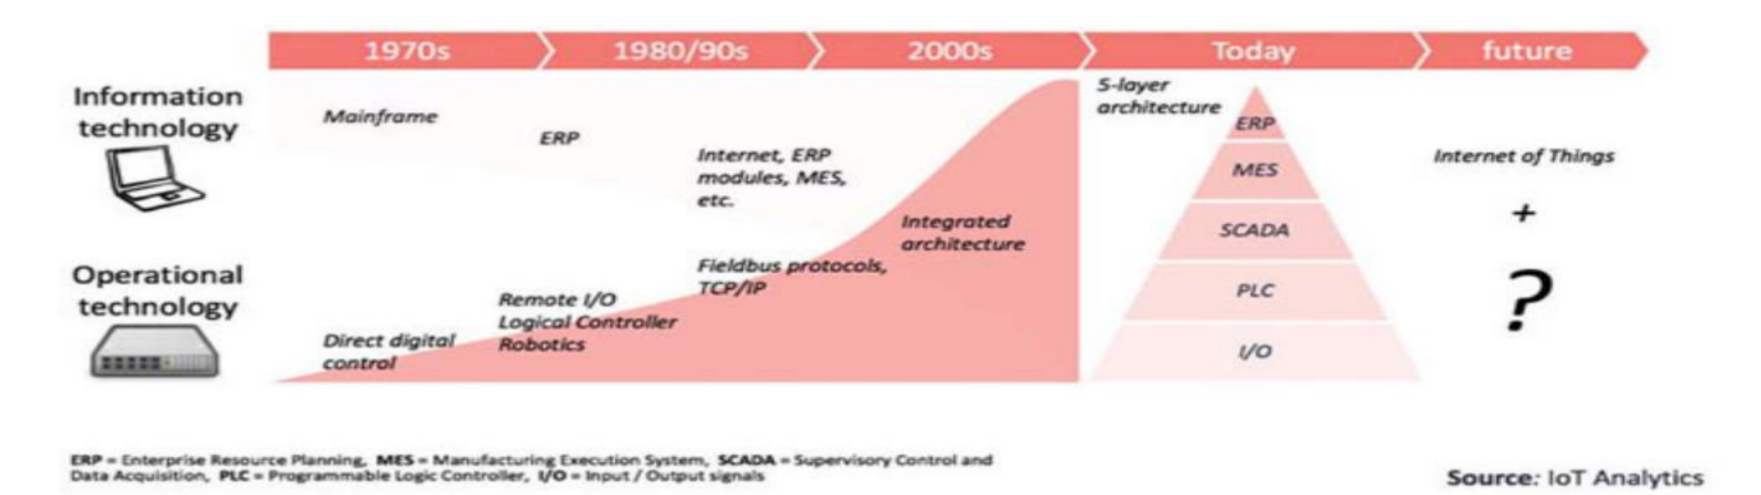 1970s
1980/90s
2000s
Today
future
Information
technology
Mainframe
ERP
Internet, ERP
modules, MES,
etc.
Integrated
architecture
Operational
technology
Direct digital
control
Remote I/O
Logical Controller
Robotics
Fieldbus protocols,
TCP/IP
5-layer
architecture
ERP
MES
SCADA
PLC
I/O
Internet of Things
+
?
ERP = Enterprise Resource Planning, MES = Manufacturing Execution System, SCADA = Supervisory Control and
Data Acquisition, PLC = Programmable Logic Controller, I/O = Input / Output signals
Source: IoT Analytics